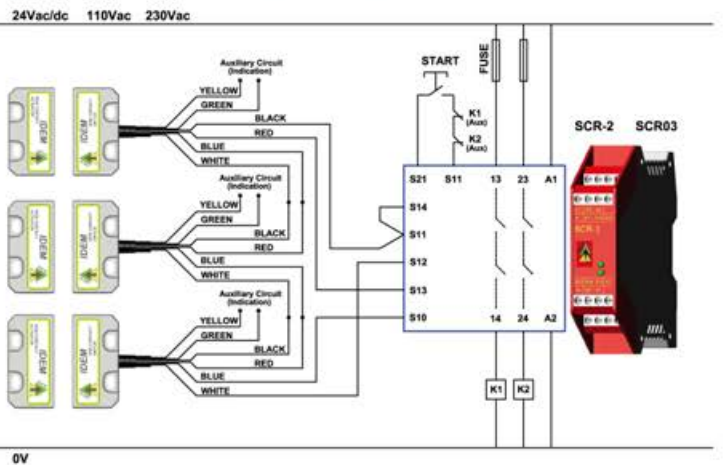 24Vac/dc 110Vac 230Vac
Auxiliary Circuit
(Indication)
YELLOW
GREEN
BLACK
RED
BLUE
WHITE
Auxiliary Circuit
(Indication)
YELLOW
GREEN
BLACK
RED
BLUE
WHITE
Auxiliary Circuit
(Indication)
YELLOW
GREEN
BLACK
RED
BLUE
WHITE
IDEM
IDEM
IDEM
IDEM
IDEM
IDEM
START
FUSE
K1
(Aux)
K2
(Aux)
SCR-2 SCR03
S21 S11 13 23 A1
S14
S11
S12
S13
S10
14 24 A2
K1 K2
SCR-1
0V